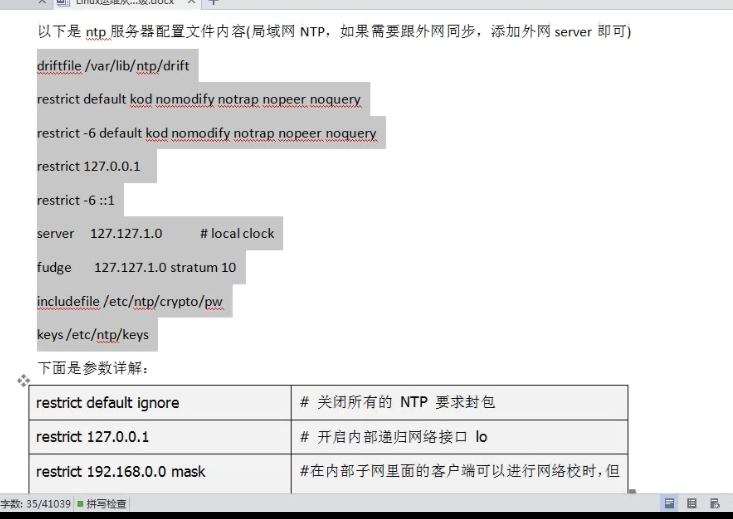 Linux运维从...级.docx
以下是 ntp 服务器配置文件内容(局域网 NTP，如果需要跟外网同步，添加外网 server 即可)
driftfile /var/lib/ntp/drift
restrict default kod nomodify notrap nopeer noquery
restrict -6 default kod nomodify notrap nopeer noquery
restrict 127.0.0.1
restrict -6 ::1
server 127.127.1.0 # local clock
fudge 127.127.1.0 stratum 10
includefile /etc/ntp/crypto/pw
keys /etc/ntp/keys
下面是参数详解：
restrict default ignore # 关闭所有的 NTP 要求封包
restrict 127.0.0.1 # 开启内部递归网络接口 lo
restrict 192.168.0.0 mask #在内部子网里面的客户端可以进行网络校时，但
字数: 35/41039 拼写检查